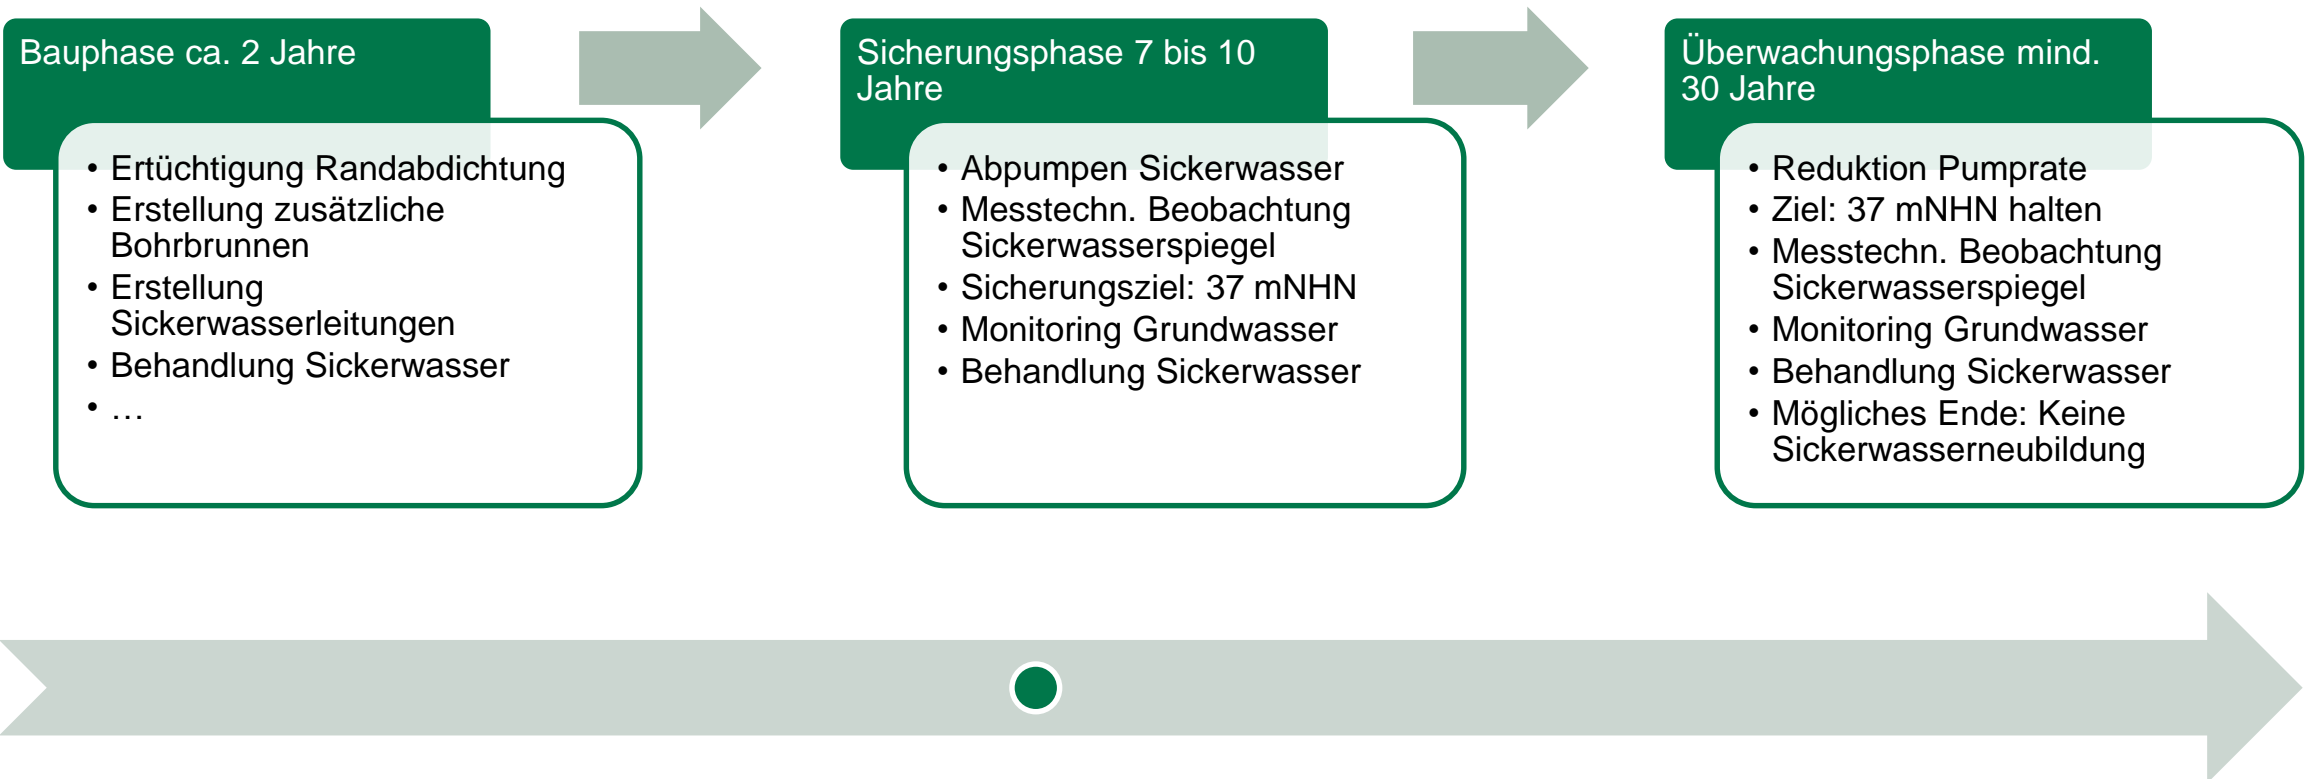 Bauphase ca. 2 Jahre
• Ertüchtigung Randabdichtung
• Erstellung zusätzliche
Bohrbrunnen
• Erstellung
Sickerwasserleitungen
• Behandlung Sickerwasser
• …
Sicherungsphase 7 bis 10
Jahre
• Abpumpen Sickerwasser
• Messtechn. Beobachtung
Sickerwasserspiegel
• Sicherungsziel: 37 mNHN
• Monitoring Grundwasser
• Behandlung Sickerwasser
Überwachungsphase mind.
30 Jahre
• Reduktion Pumprate
• Ziel: 37 mNHN halten
• Messtechn. Beobachtung
Sickerwasserspiegel
• Monitoring Grundwasser
• Behandlung Sickerwasser
• Mögliches Ende: Keine
Sickerwasserneubildung